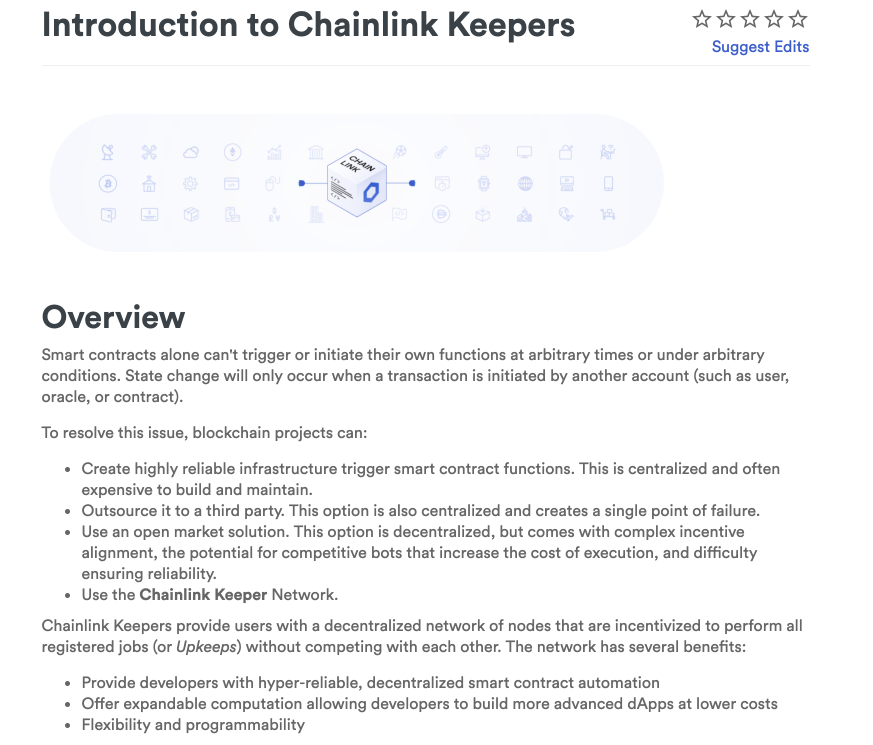 Introduction to Chainlink Keepers
Suggest Edits
CHAIN
LINK
Overview
Smart contracts alone can't trigger or initiate their own functions at arbitrary times or under arbitrary
conditions. State change will only occur when a transaction is initiated by another account (such as user,
oracle, or contract).
To resolve this issue, blockchain projects can:
• Create highly reliable infrastructure trigger smart contract functions. This is centralized and often
expensive to build and maintain.
• Outsource it to a third party. This option is also centralized and creates a single point of failure.
• Use an open market solution. This option is decentralized, but comes with complex incentive
alignment, the potential for competitive bots that increase the cost of execution, and difficulty
ensuring reliability.
• Use the Chainlink Keeper Network.
Chainlink Keepers provide users with a decentralized network of nodes that are incentivized to perform all
registered jobs (or Upkeeps) without competing with each other. The network has several benefits:
• Provide developers with hyper-reliable, decentralized smart contract automation
• Offer expandable computation allowing developers to build more advanced dApps at lower costs
• Flexibility and programmability